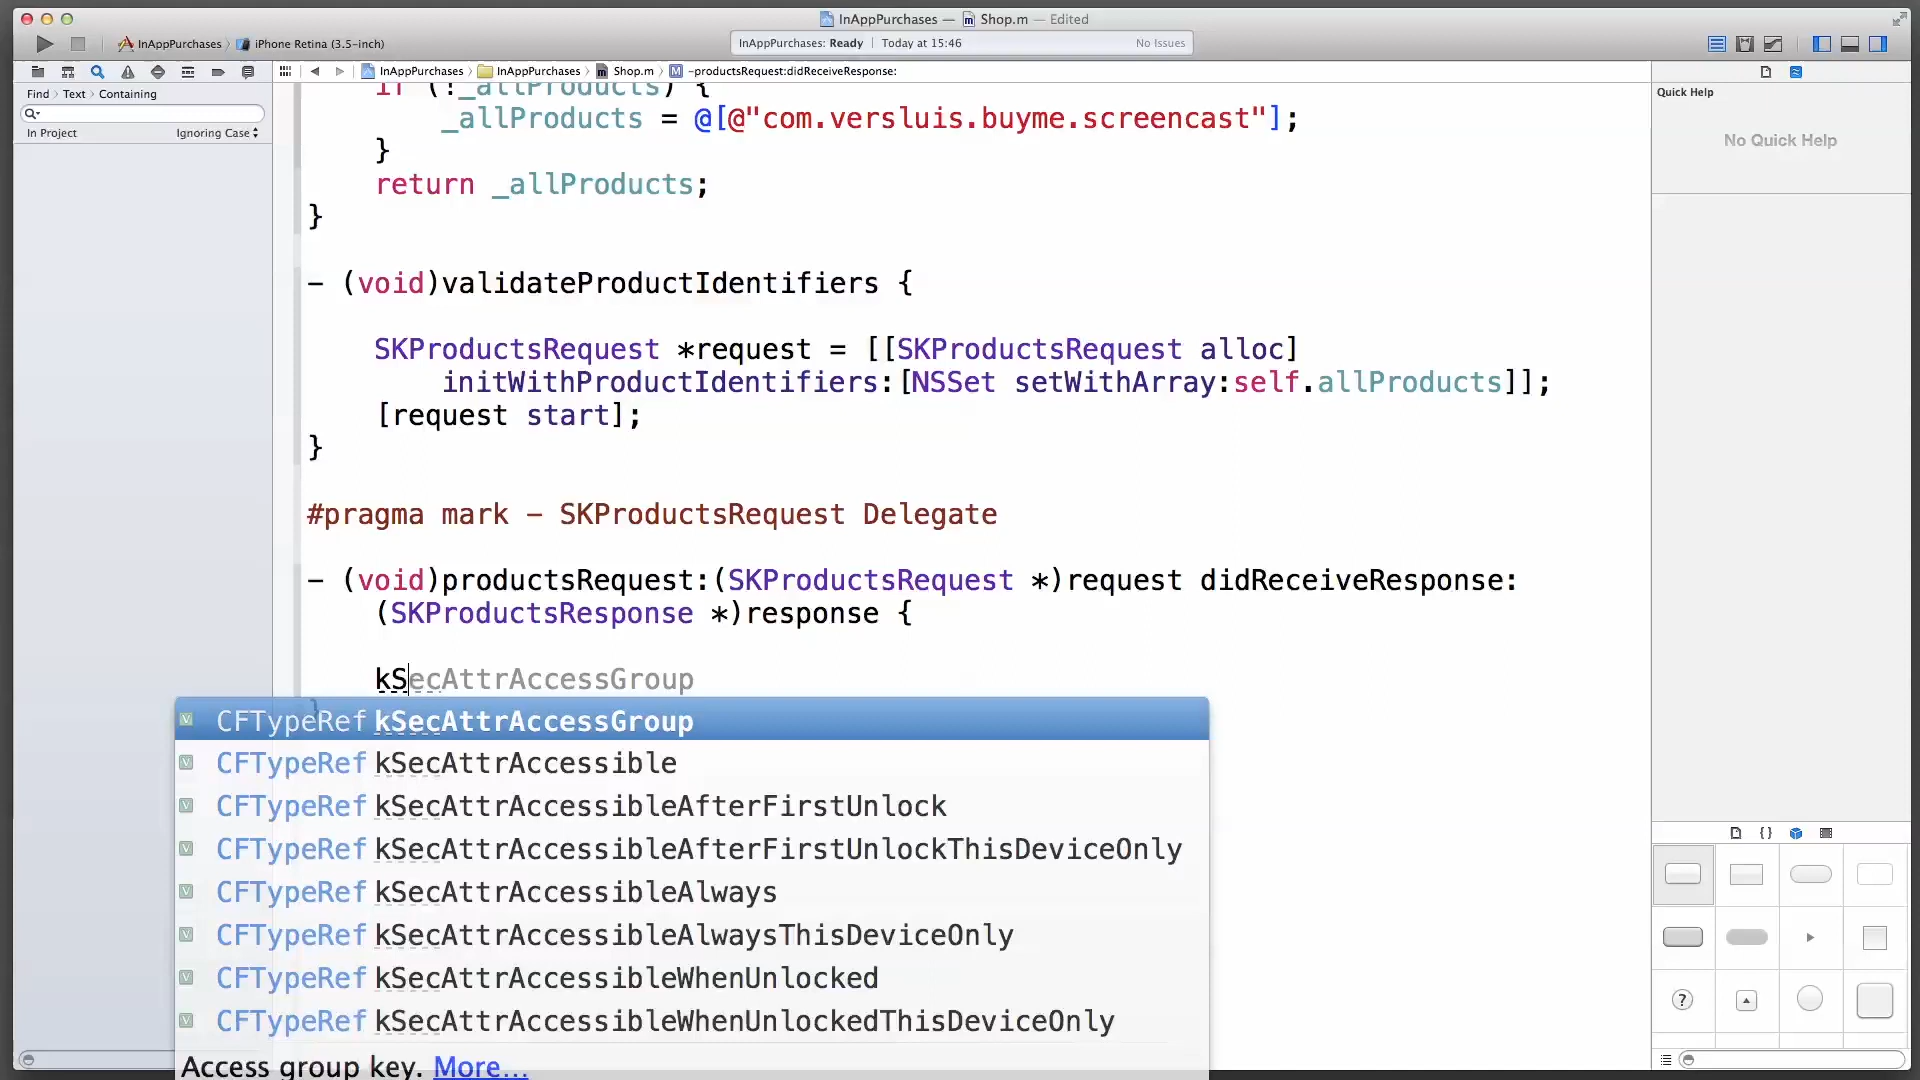 InAppPurchases — Shop.m — Edited
InAppPurchases iPhone Retina (3.5-inch)
InAppPurchases: Ready Today at 15:46 No Issues
InAppPurchases InAppPurchases Shop.m -productsRequest:didReceiveResponse:
Find Text Containing
In Project Ignoring Case
Quick Help
No Quick Help
if (!_allProducts) {
_allProducts = @[@"com.versluis.buyme.screencast"];
}
return _allProducts;
}
- (void)validateProductIdentifiers {
SKProductsRequest *request = [[SKProductsRequest alloc]
initWithProductIdentifiers:[NSSet setWithArray:self.allProducts]];
[request start];
}
#pragma mark - SKProductsRequest Delegate
- (void)productsRequest:(SKProductsRequest *)request didReceiveResponse:
(SKProductsResponse *)response {
kSecAttrAccessGroup
}
CFTypeRef kSecAttrAccessGroup
CFTypeRef kSecAttrAccessible
CFTypeRef kSecAttrAccessibleAfterFirstUnlock
CFTypeRef kSecAttrAccessibleAfterFirstUnlockThisDeviceOnly
CFTypeRef kSecAttrAccessibleAlways
CFTypeRef kSecAttrAccessibleAlwaysThisDeviceOnly
CFTypeRef kSecAttrAccessibleWhenUnlocked
CFTypeRef kSecAttrAccessibleWhenUnlockedThisDeviceOnly
Access group key. More...